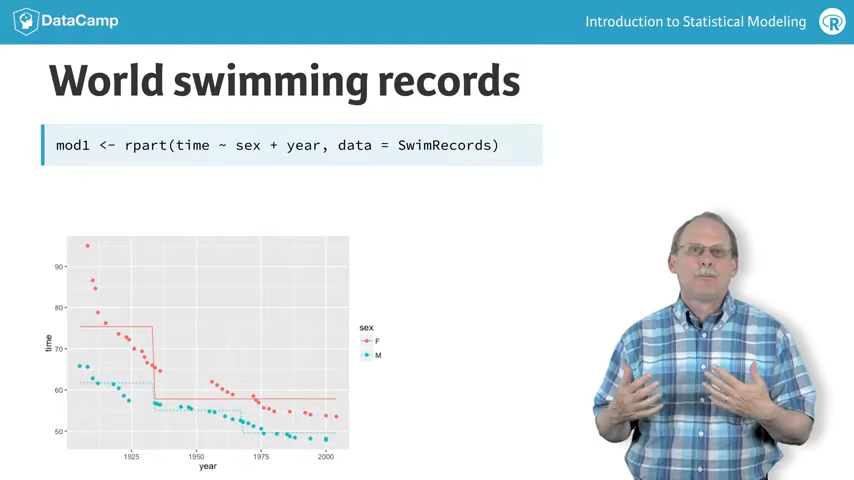 DataCamp
Introduction to Statistical Modeling
R
World swimming records
mod1 <- rpart(time ~ sex + year, data = SwimRecords)
90
80
70
60
50
time
1925
1950
1975
2000
year
sex
F
M